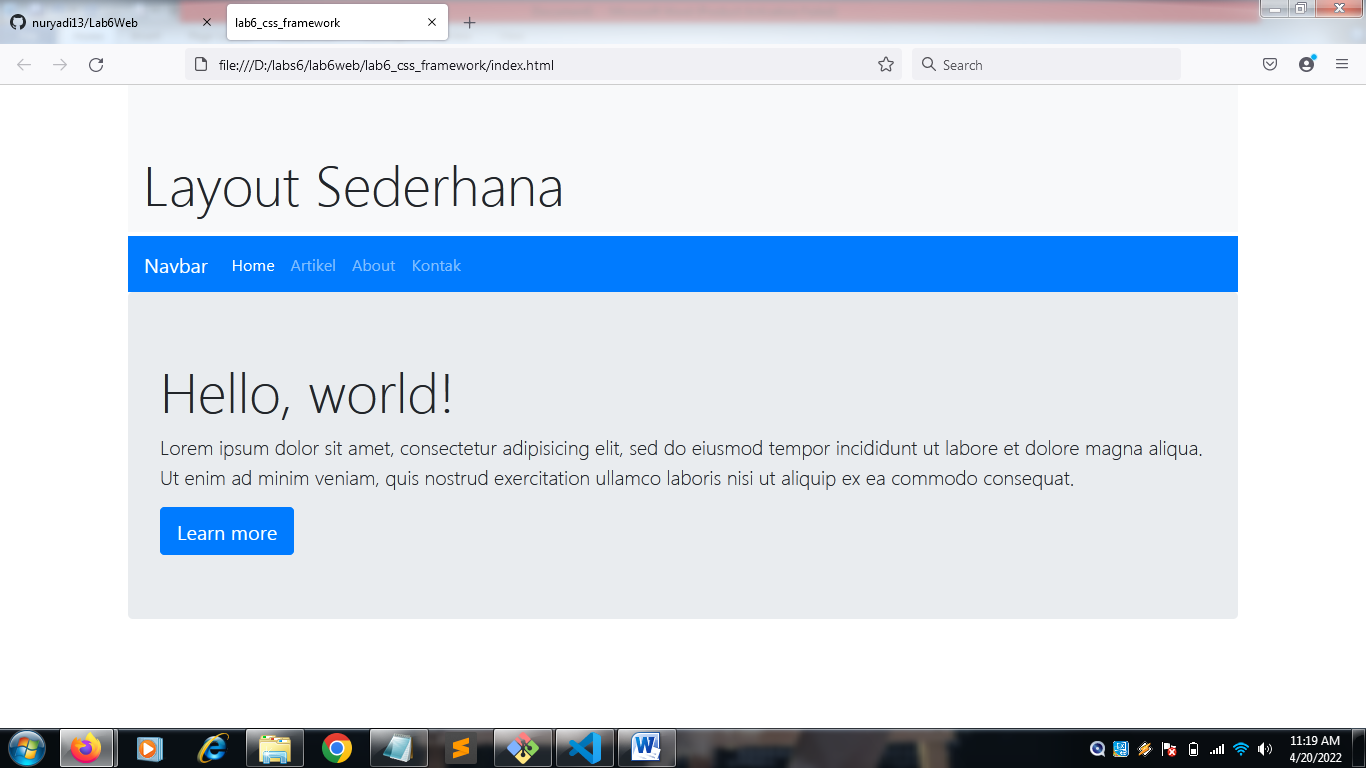 nuryadi13/Lab6Web
lab6_css_framework
file:///D:/labs6/lab6web/lab6_css_framework/index.html
Search
Layout Sederhana
Navbar Home Artikel About Kontak
Hello, world!
Lorem ipsum dolor sit amet, consectetur adipisicing elit, sed do eiusmod tempor incididunt ut labore et dolore magna aliqua.
Ut enim ad minim veniam, quis nostrud exercitation ullamco laboris nisi ut aliquip ex ea commodo consequat.
Learn more
11:19 AM
4/20/2022